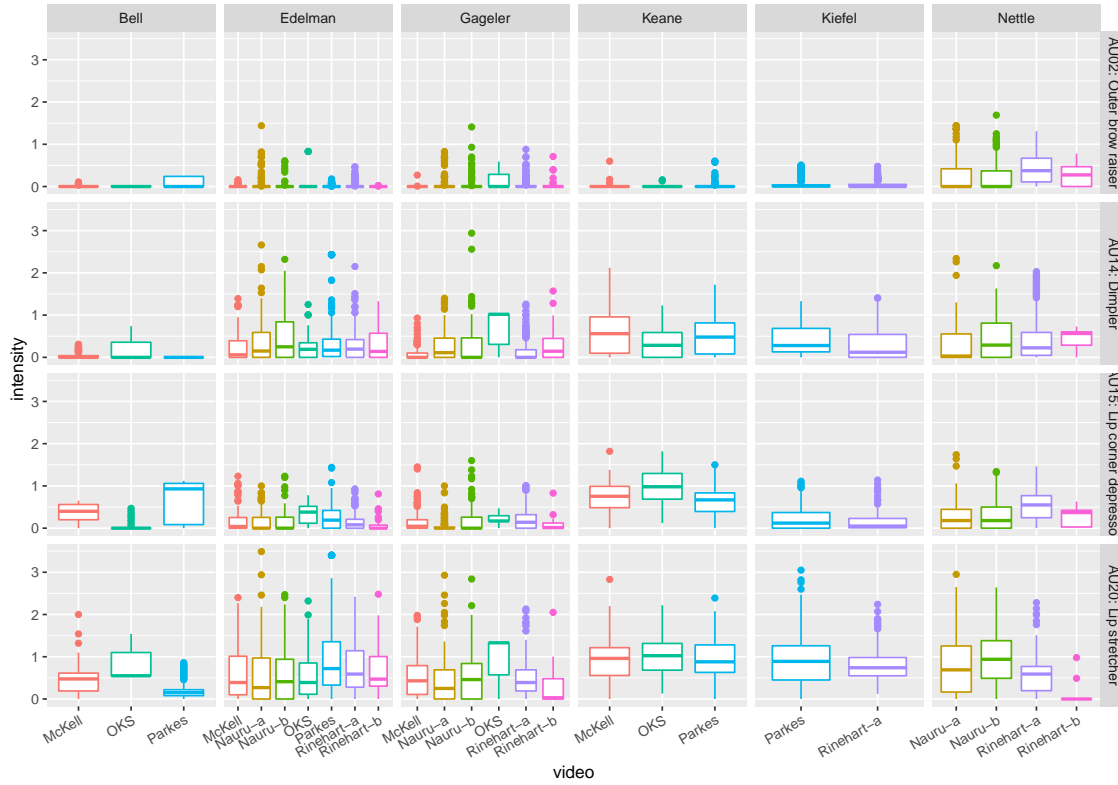 Bell Edelman Gageler Keane Kiefel Nettle
AU02: Outer brow raiser
3
2
1
0
AU14: Dimpler
3
2
1
0
AU15: Lip corner depresso
3
2
1
0
AU20: Lip stretcher
3
2
1
0
intensity
McKell OKS Parkes
McKell Nauru−a Nauru−b OKS Parkes Rinehart−a Rinehart−b
McKell Nauru−a Nauru−b OKS Rinehart−a Rinehart−b
McKell OKS Parkes
Parkes Rinehart−a
Nauru−a Nauru−b Rinehart−a Rinehart−b
video